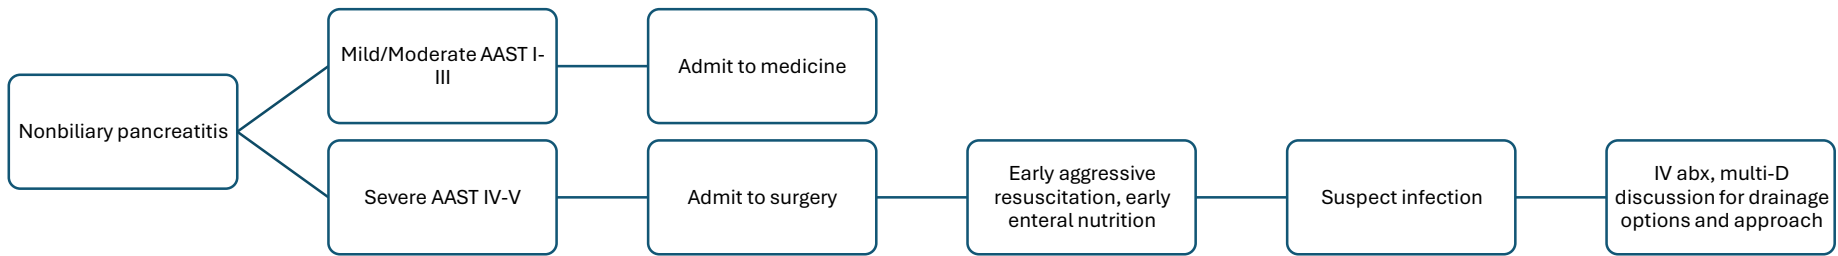 Nonbiliary pancreatitis
Mild/Moderate AAST I-
III
Admit to medicine
Severe AAST IV-V
Admit to surgery
Early aggressive
resuscitation, early
enteral nutrition
Suspect infection
IV abx, multi-D
discussion for drainage
options and approach